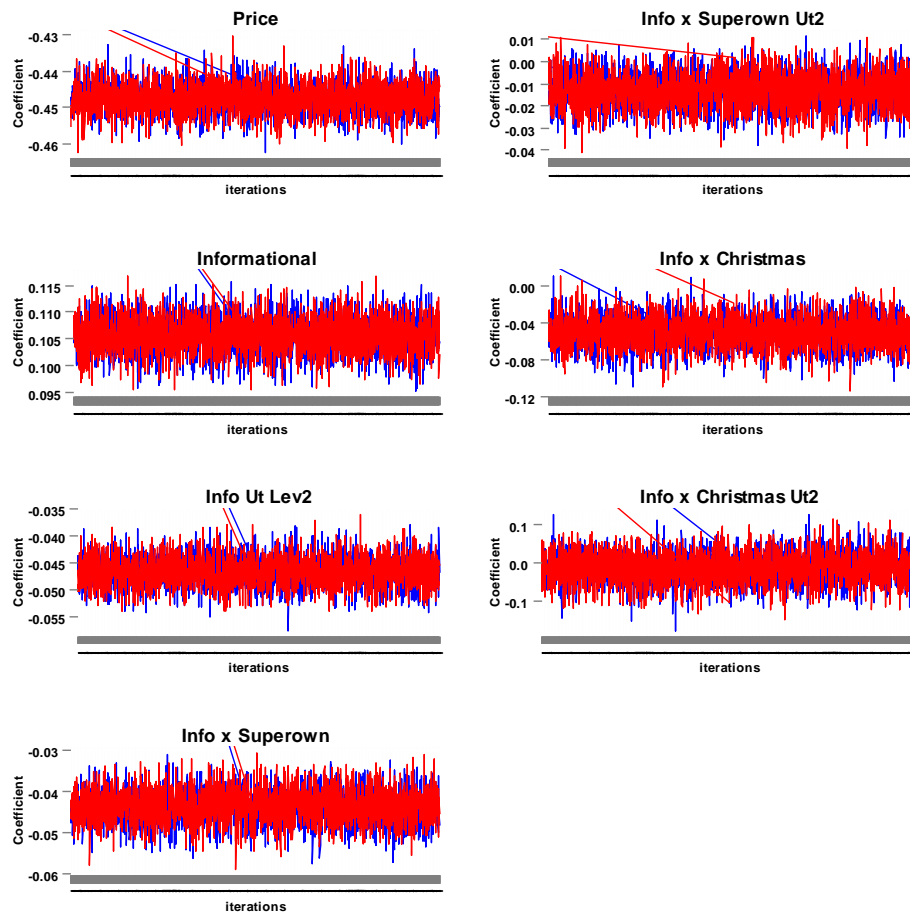 Price
Coefficient
-0.43
-0.44
-0.45
-0.46
iterations
Info x Superown Ut2
Coefficient
0.01
0.00
-0.01
-0.02
-0.03
-0.04
iterations
Informational
Coefficient
0.115
0.110
0.105
0.100
0.095
iterations
Info x Christmas
Coefficient
0.00
-0.04
-0.08
-0.12
iterations
Info Ut Lev2
Coefficient
-0.035
-0.040
-0.045
-0.050
-0.055
iterations
Info x Christmas Ut2
Coefficient
0.1
0.0
-0.1
iterations
Info x Superown
Coefficient
-0.03
-0.04
-0.05
-0.06
iterations